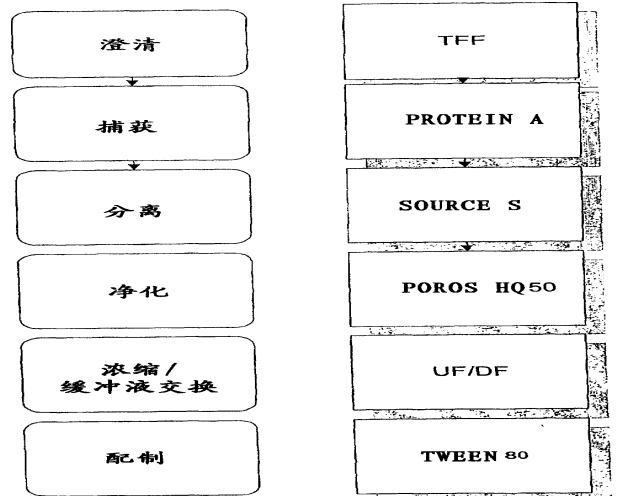 澄清
TFF
捕获
PROTEIN A
分离
SOURCE S
净化
POROS HQ50
浓缩/
缓冲液交换
UF/DF
配制
TWEEN 80